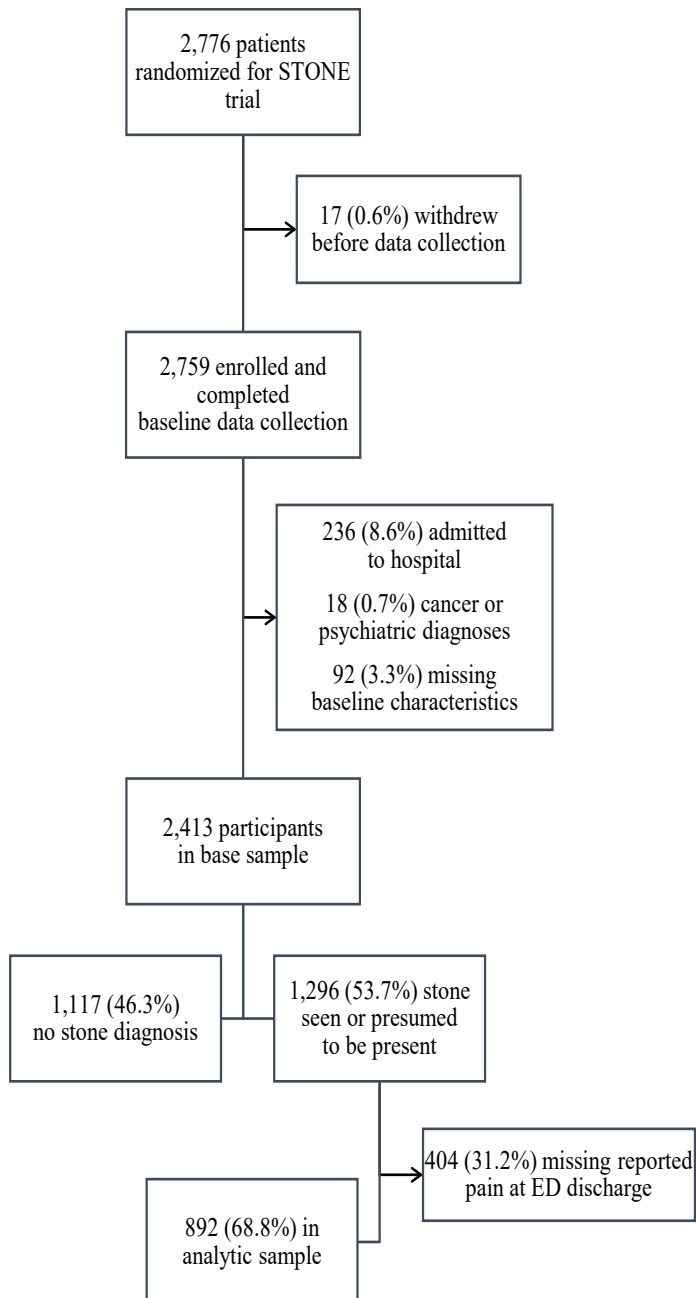 2,776 patients
randomized for STONE
trial
17 (0.6%) withdrew
before data collection
2,759 enrolled and
completed
baseline data collection
236 (8.6%) admitted
to hospital
18 (0.7%) cancer or
psychiatric diagnoses
92 (3.3%) missing
baseline characteristics
2,413 participants
in base sample
1,117 (46.3%)
no stone diagnosis
1,296 (53.7%) stone
seen or presumed
to be present
404 (31.2%) missing reported
pain at ED discharge
892 (68.8%) in
analytic sample